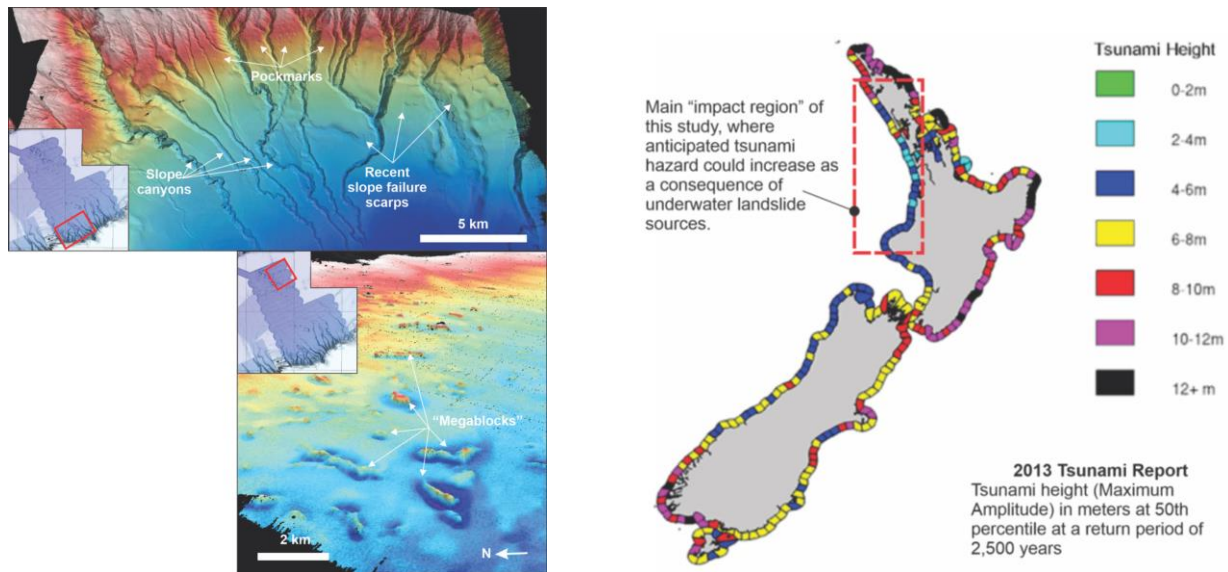 Pockmarks
Slope
canyons
Recent
slope failure
scarps
5 km
"Megablocks"
2 km
N
Main "impact region" of
this study, where
anticipated tsunami
hazard could increase as
a consequence of
underwater landslide
sources.
Tsunami Height
0-2m
2-4m
4-6m
6-8m
8-10m
10-12m
12+ m
2013 Tsunami Report
Tsunami height (Maximum
Amplitude) in meters at 50th
percentile at a return period of
2,500 years